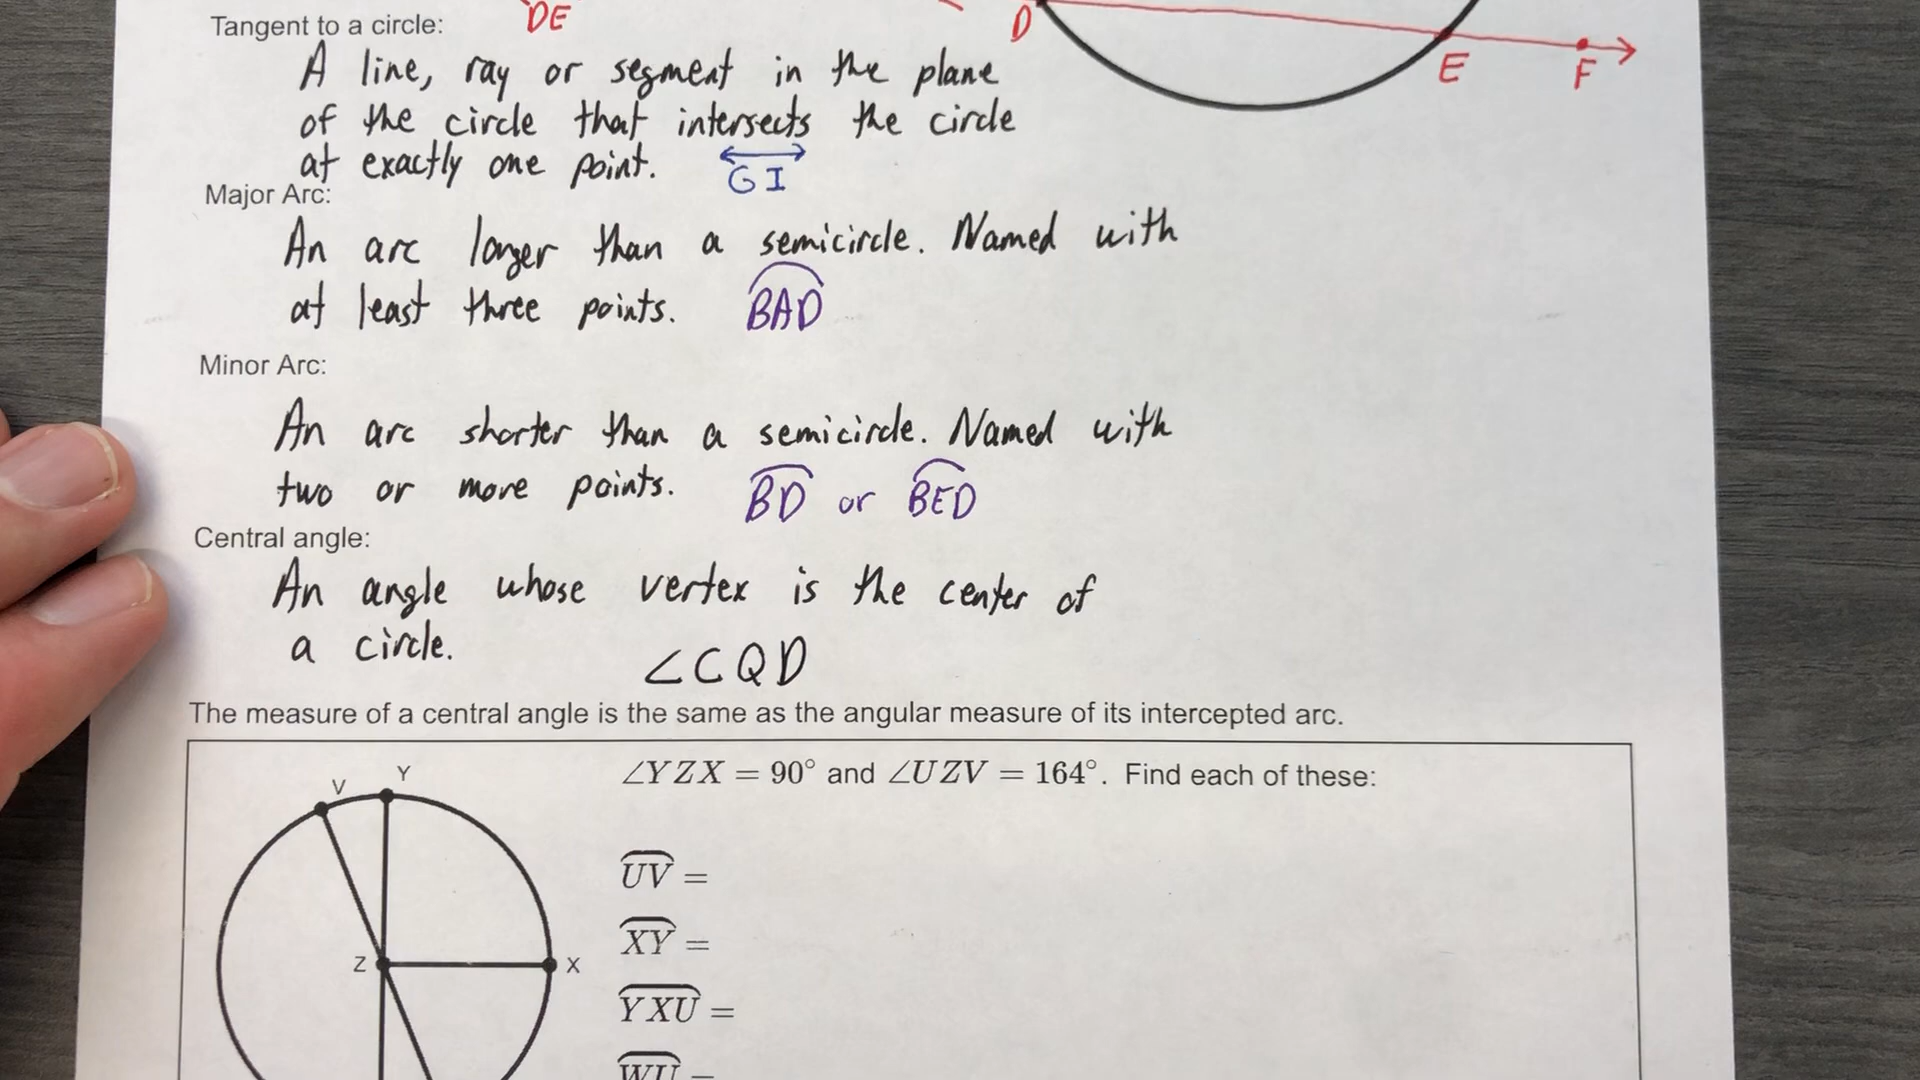 Tangent to a circle:
DE
D
E
F
A line, ray or segment in the plane
of the circle that intersects the circle
at exactly one point. GI
Major Arc:
An arc longer than a semicircle. Named with
at least three points. BAD
Minor Arc:
An arc shorter than a semicircle. Named with
two or more points. BD or BED
Central angle:
An angle whose vertex is the center of
a circle. ∠CQD
The measure of a central angle is the same as the angular measure of its intercepted arc.
∠YZX = 90° and ∠UZV = 164°. Find each of these:
V
Y
Z
X
UV =
XY =
YXU =
WU =